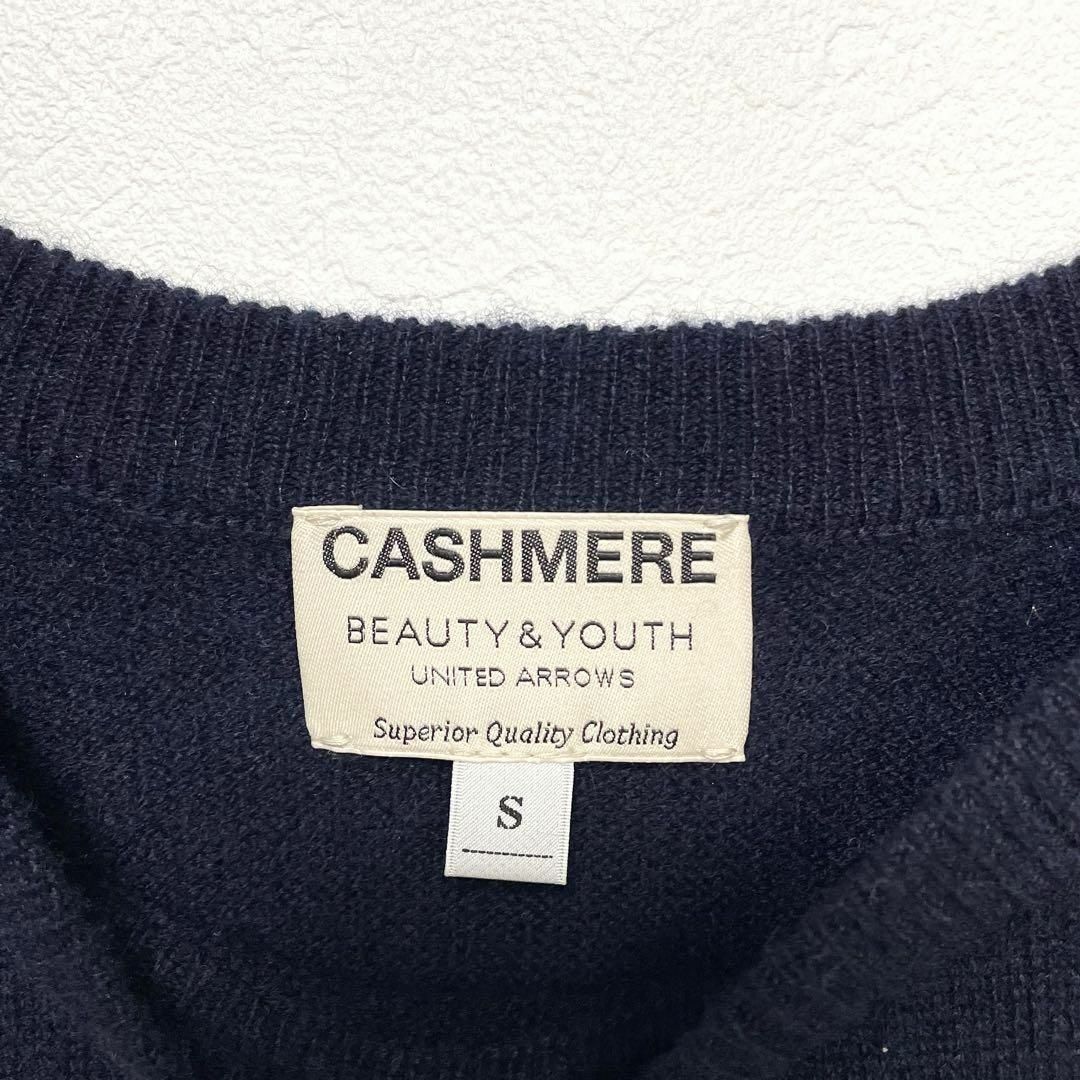 CASHMERE
BEAUTY & YOUTH
UNITED ARROWS
Superior Quality Clothing
S